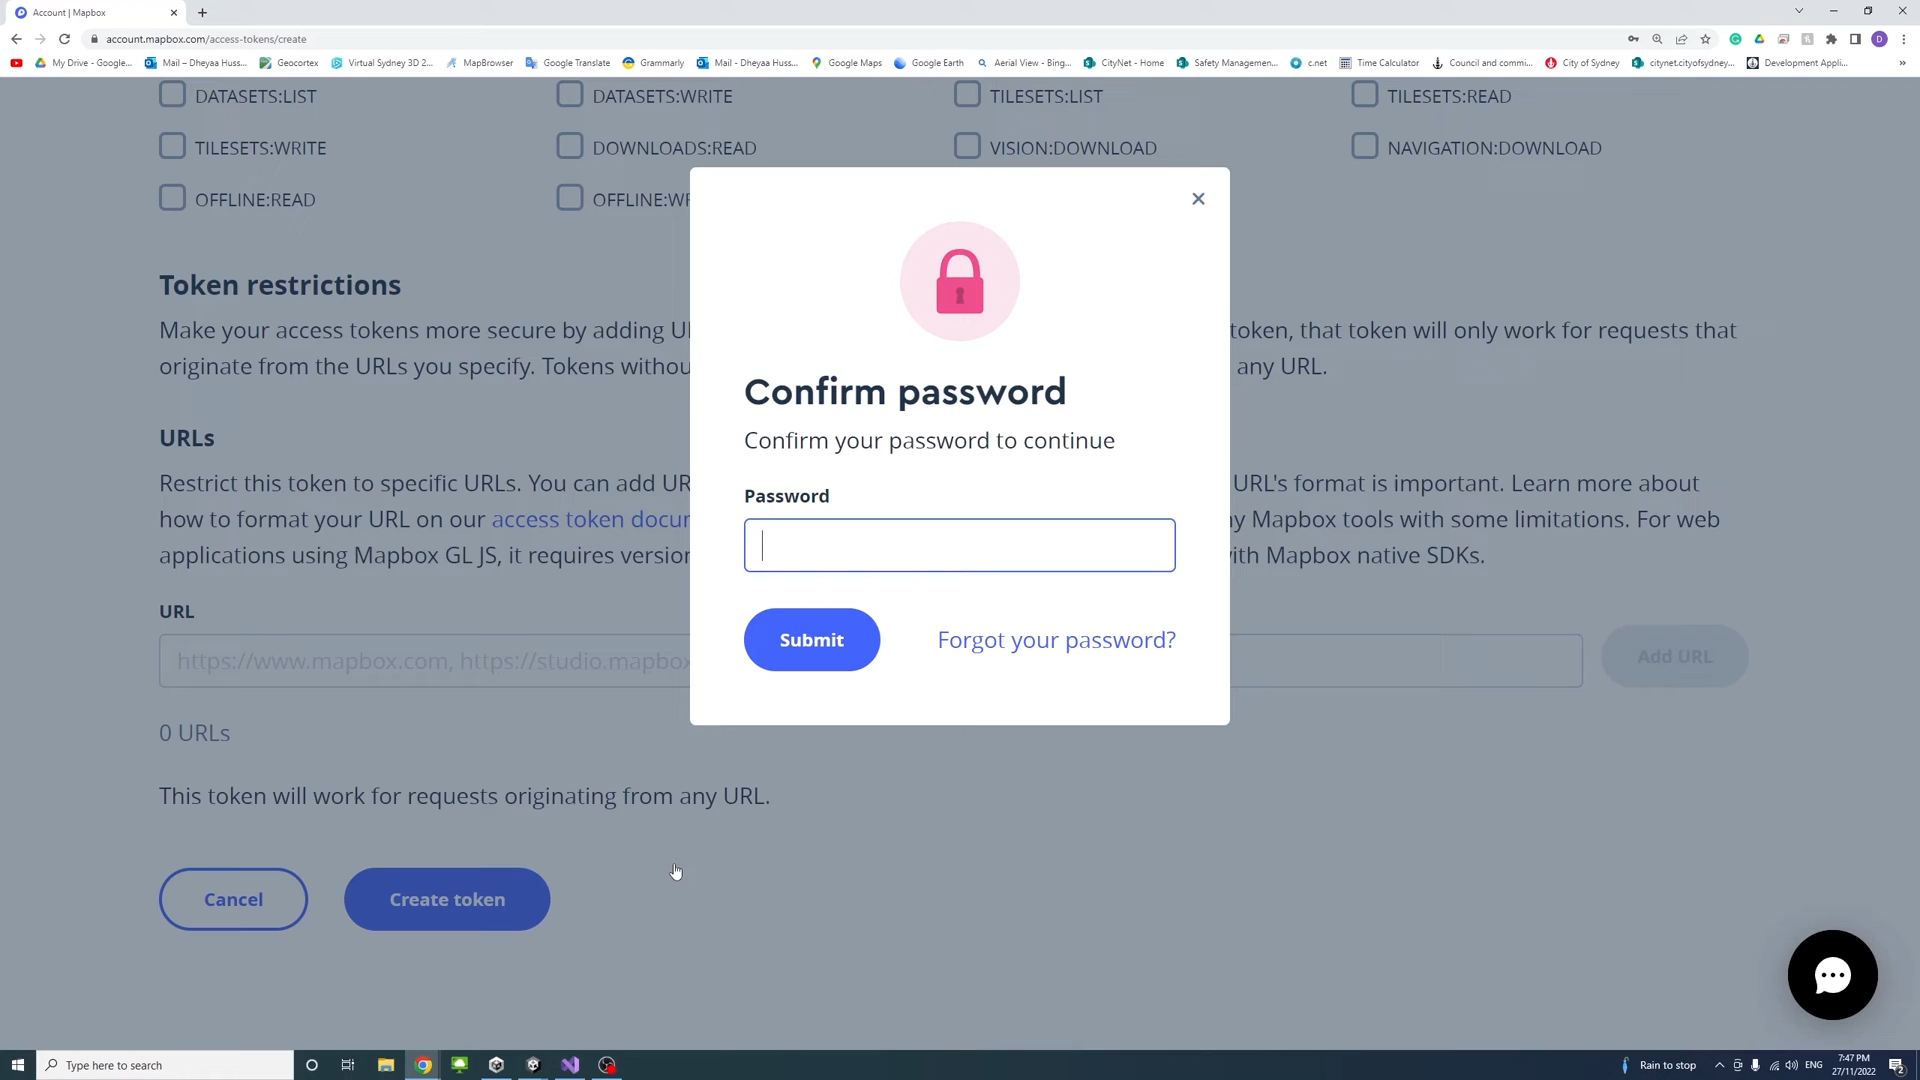 Account | Mapbox
account.mapbox.com/access-tokens/create
My Drive - Google...
Mail – Dheyaa Huss...
Geocortex
Virtual Sydney 3D 2...
MapBrowser
Google Translate
Grammarly
Mail - Dheyaa Huss...
Google Maps
Google Earth
Aerial View - Bing...
CityNet - Home
Safety Managemen...
c.net
Time Calculator
Council and commi...
City of Sydney
citynet.cityofsydney...
Development Appli...
»
DATASETS:LIST
DATASETS:WRITE
TILESETS:LIST
TILESETS:READ
TILESETS:WRITE
DOWNLOADS:READ
VISION:DOWNLOAD
NAVIGATION:DOWNLOAD
OFFLINE:READ
OFFLINE:WR
Token restrictions
Make your access tokens more secure by adding UR token, that token will only work for requests that
originate from the URLs you specify. Tokens withou any URL.
URLs
Restrict this token to specific URLs. You can add UR URL's format is important. Learn more about
how to format your URL on our access token docum y Mapbox tools with some limitations. For web
applications using Mapbox GL JS, it requires version with Mapbox native SDKs.
URL
https://www.mapbox.com, https://studio.mapbox
Add URL
0 URLs
This token will work for requests originating from any URL.
Cancel
Create token
Confirm password
Confirm your password to continue
Password
Submit
Forgot your password?
Type here to search
Rain to stop
ENG
7:47 PM
27/11/2022
2
D